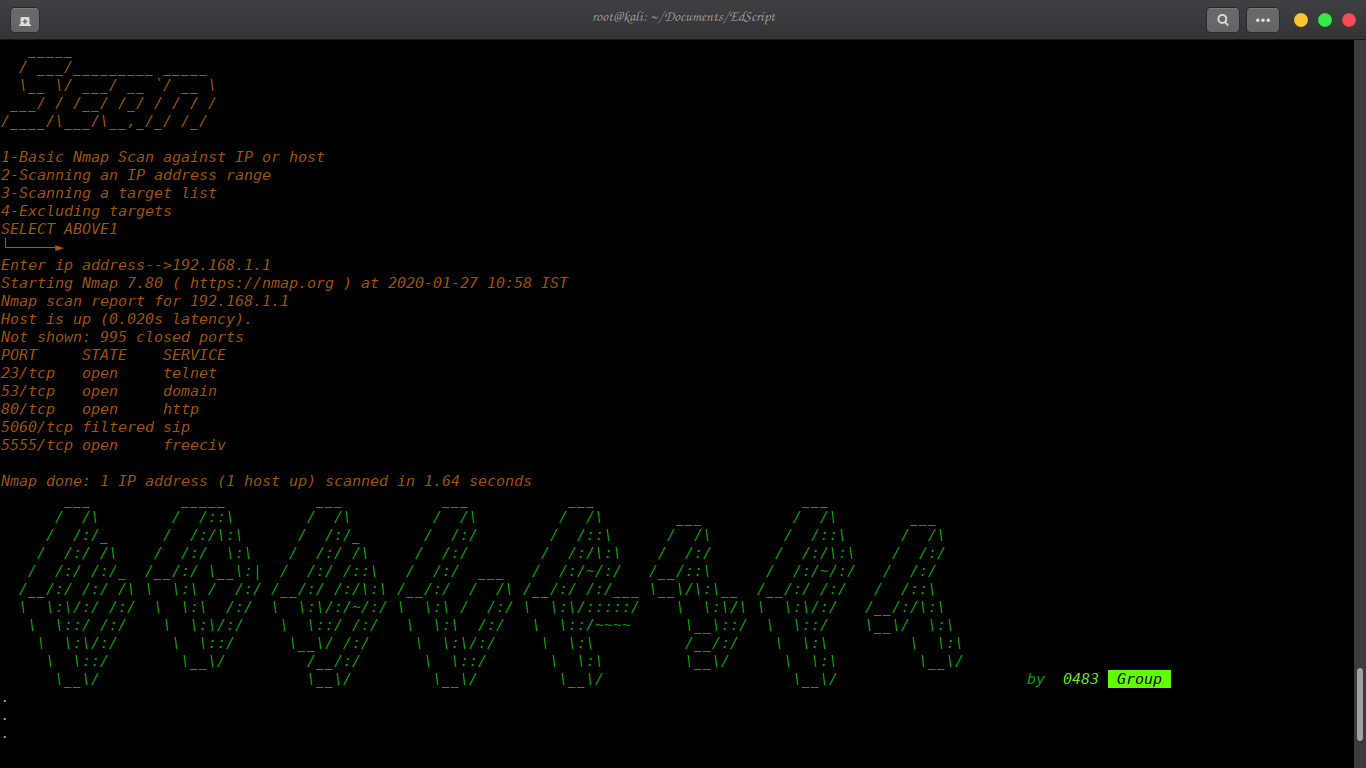 root@kali: ~/Documents/EdScript
Scan
1-Basic Nmap Scan against IP or host
2-Scanning an IP address range
3-Scanning a target list
4-Excluding targets
SELECT ABOVE1
Enter ip address-->192.168.1.1
Starting Nmap 7.80 ( https://nmap.org ) at 2020-01-27 10:58 IST
Nmap scan report for 192.168.1.1
Host is up (0.020s latency).
Not shown: 995 closed ports
PORT     STATE    SERVICE
23/tcp   open     telnet
53/tcp   open     domain
80/tcp   open     http
5060/tcp filtered sip
5555/tcp open     freeciv
Nmap done: 1 IP address (1 host up) scanned in 1.64 seconds
EDSCRIPT
by 0483 Group
.
.
.